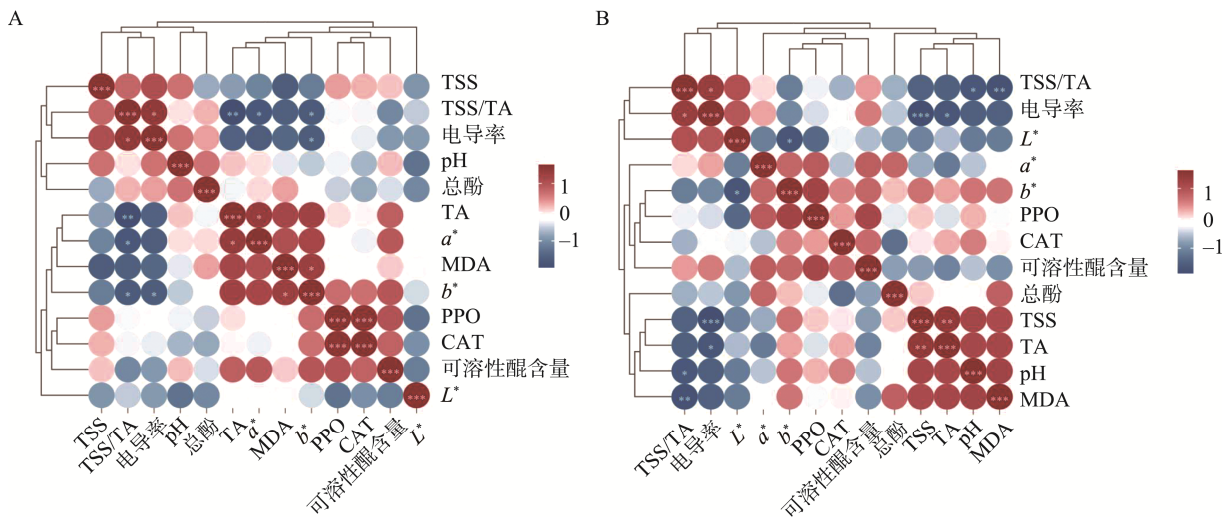 A
*** TSS
*** * ** * * TSS/TA
* *** * 电导率
*** pH
*** 总酚
** *** * TA
* * *** a*
*** * MDA
* * * *** b*
*** *** PPO
*** *** CAT
*** 可溶性醌含量
*** L*
TSS
TSS/TA
电导率
pH
总酚
TA
a*
MDA
b*
PPO
CAT
可溶性醌含量
L*
1
0
−1
B
*** * * ** TSS/TA
* *** *** * 电导率
*** * L*
*** a*
* *** b*
*** PPO
*** CAT
*** 可溶性醌含量
*** 总酚
*** *** ** TSS
* ** *** TA
* *** pH
** *** MDA
TSS/TA
电导率
L*
a*
b*
PPO
CAT
可溶性醌含量
总酚
TSS
TA
pH
MDA
1
0
−1